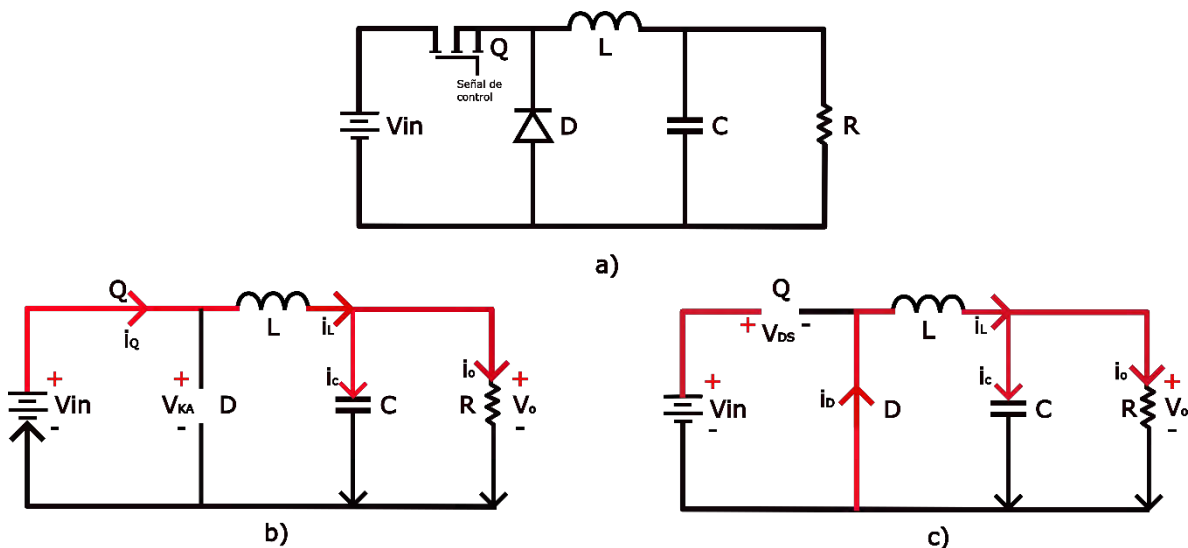 Q
L
Señal de
control
Vin
D
C
R
a)
Q
iQ
L
iL
ic
io
+
Vin
-
+
VKA
-
D
C
R
+
Vo
-
b)
Q
+
VDS
-
L
iL
ic
io
+
Vin
-
iD
D
C
R
+
Vo
-
c)